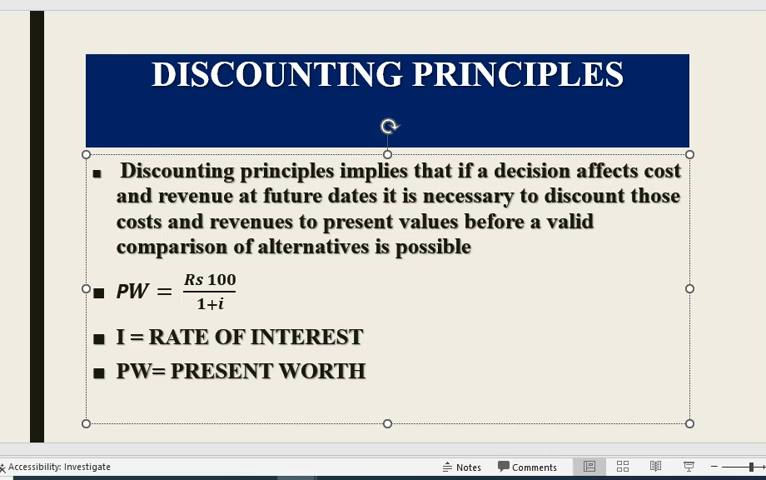 DISCOUNTING PRINCIPLES
▪ Discounting principles implies that if a decision affects cost
and revenue at future dates it is necessary to discount those
costs and revenues to present values before a valid
comparison of alternatives is possible
▪ PW = Rs 100 / 1+i
▪ I = RATE OF INTEREST
▪ PW= PRESENT WORTH
Accessibility: Investigate
Notes
Comments